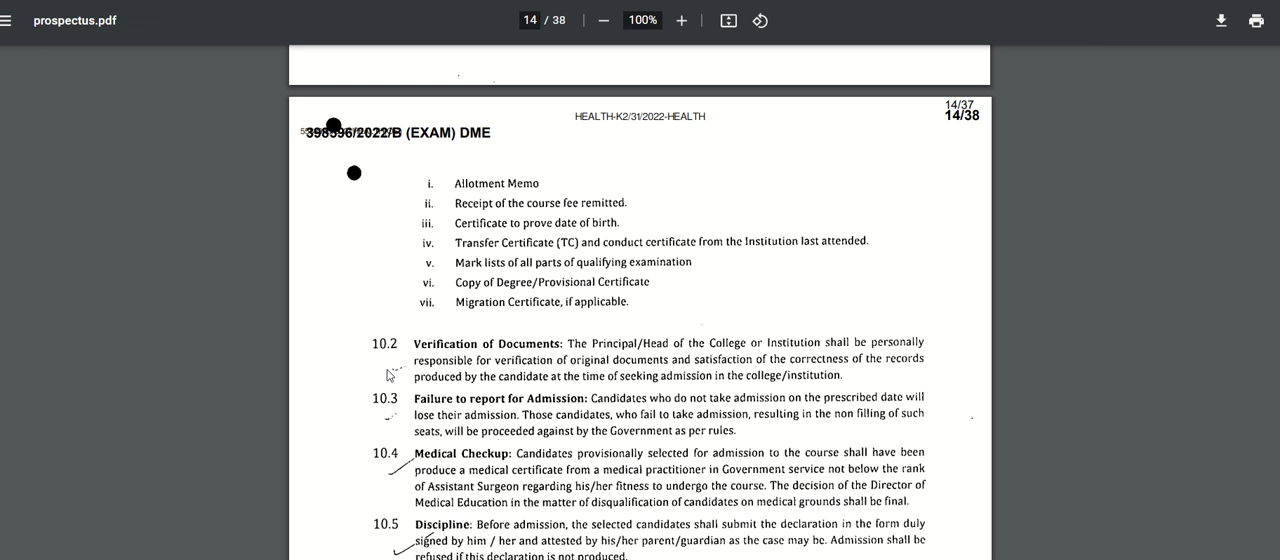 prospectus.pdf
14 / 38
100%
14/37
HEALTH-K2/31/2022-HEALTH
14/38
398596/2022/B (EXAM) DME
i. Allotment Memo
ii. Receipt of the course fee remitted.
iii. Certificate to prove date of birth.
iv. Transfer Certificate (TC) and conduct certificate from the Institution last attended.
v. Mark lists of all parts of qualifying examination
vi. Copy of Degree/Provisional Certificate
vii. Migration Certificate, if applicable.
10.2 Verification of Documents: The Principal/Head of the College or Institution shall be personally
responsible for verification of original documents and satisfaction of the correctness of the records
produced by the candidate at the time of seeking admission in the college/institution.
10.3 Failure to report for Admission: Candidates who do not take admission on the prescribed date will
lose their admission. Those candidates, who fail to take admission, resulting in the non filling of such
seats, will be proceeded against by the Government as per rules.
10.4 Medical Checkup: Candidates provisionally selected for admission to the course shall have been
produce a medical certificate from a medical practitioner in Government service not below the rank
of Assistant Surgeon regarding his/her fitness to undergo the course. The decision of the Director of
Medical Education in the matter of disqualification of candidates on medical grounds shall be final.
10.5 Discipline: Before admission, the selected candidates shall submit the declaration in the form duly
signed by him / her and attested by his/her parent/guardian as the case may be. Admission shall be
refused if this declaration is not produced.